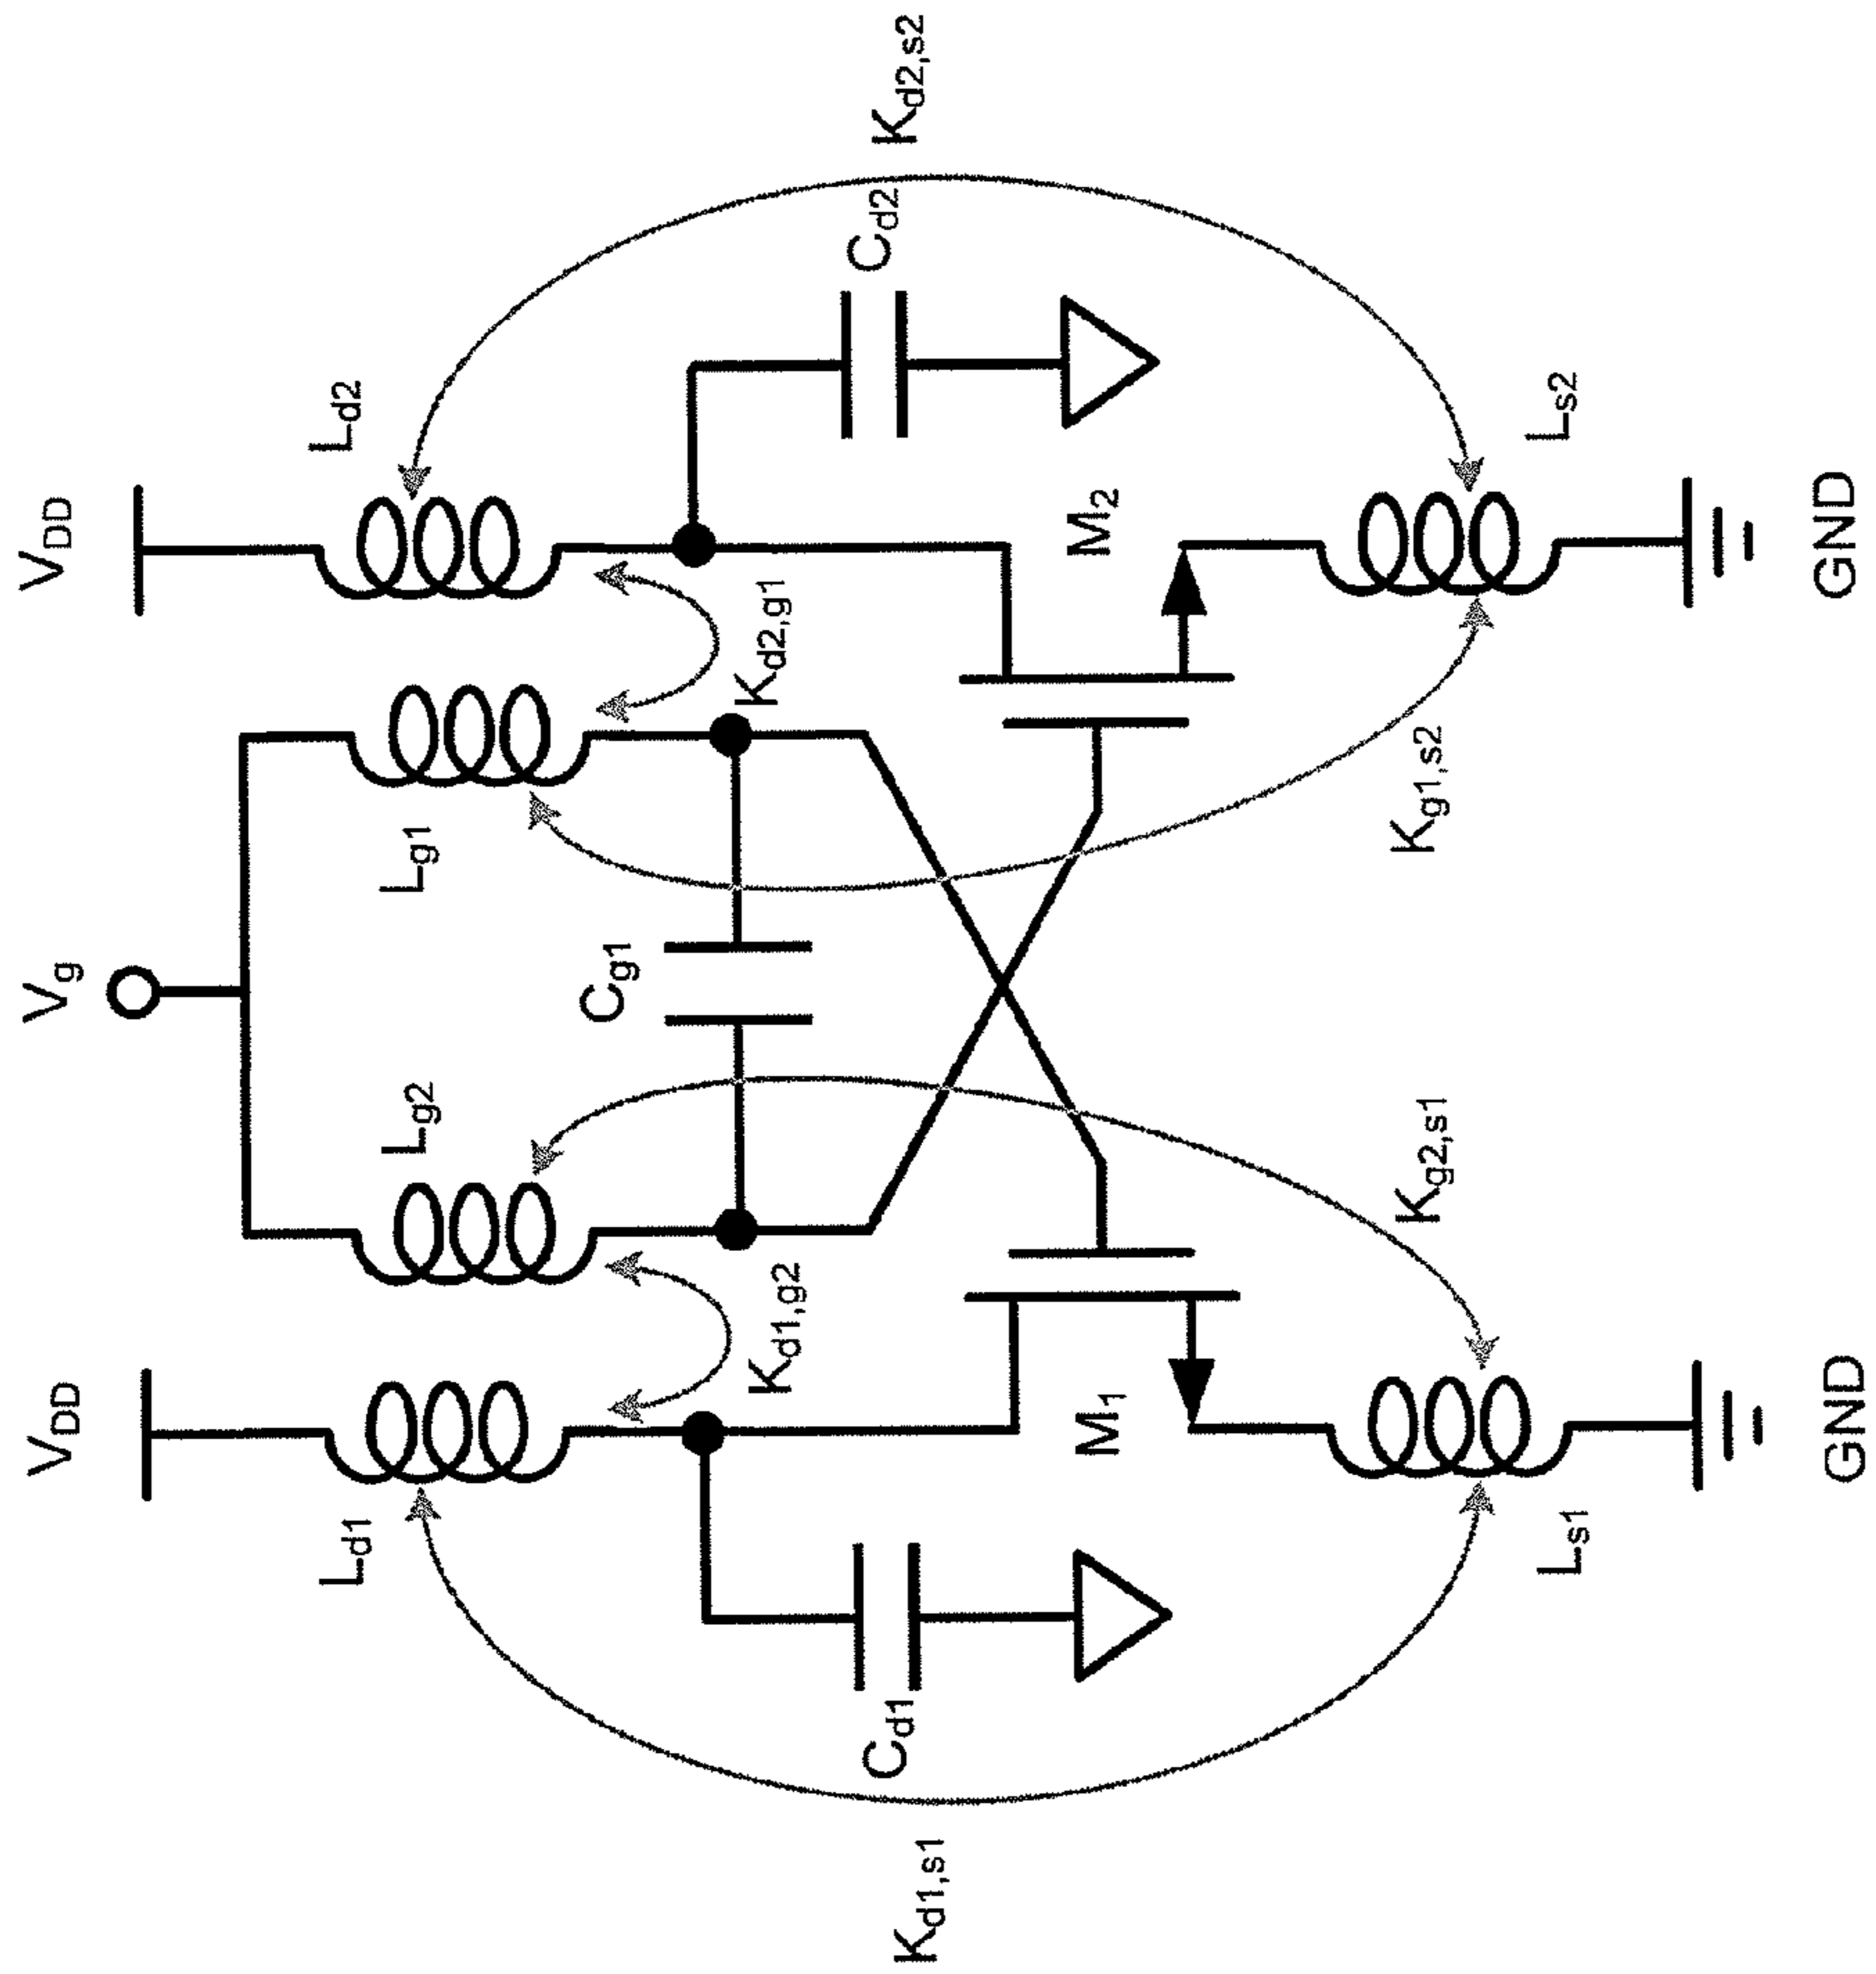 V_DD
V_g
V_DD
L_d1
L_g2
L_g1
L_d2
C_g1
K_d1,g2
K_d2,g1
C_d1
C_d2
K_d1,s1
K_d2,s2
M_1
M_2
K_g2,s1
K_g1,s2
L_s1
L_s2
GND
GND